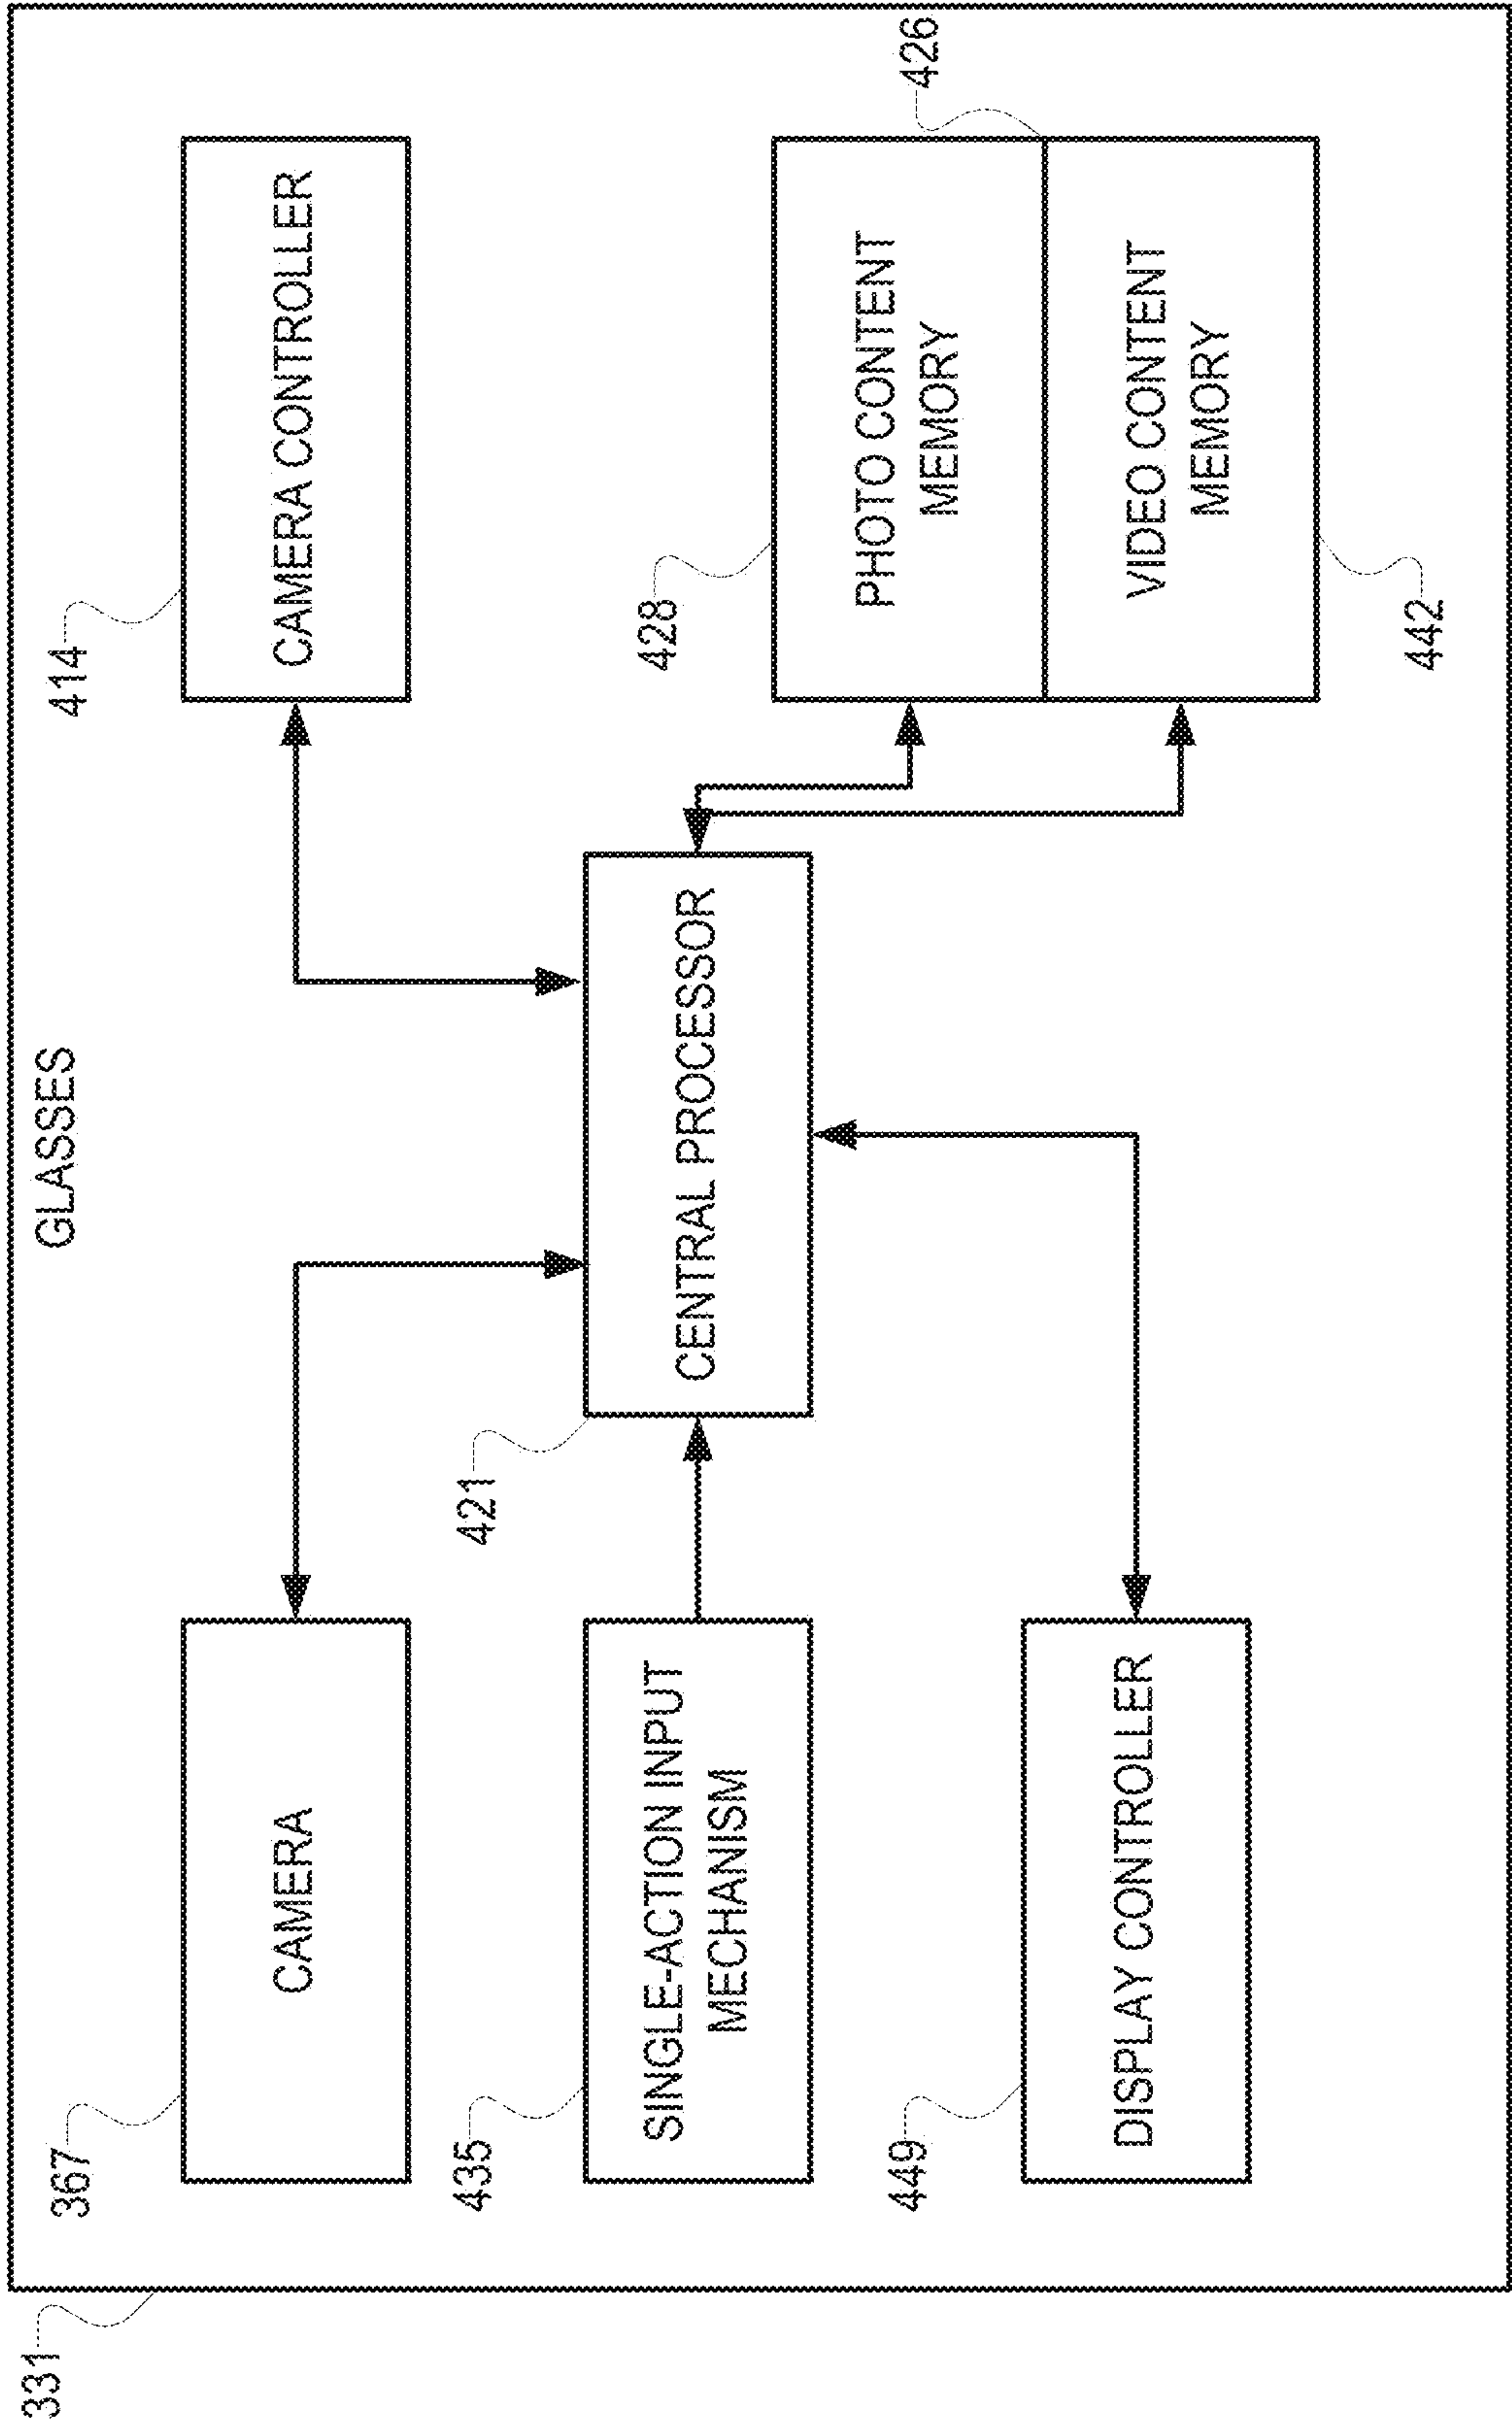 GLASSES
331
367
CAMERA
414
CAMERA CONTROLLER
435
SINGLE-ACTION INPUT
MECHANISM
421
CENTRAL PROCESSOR
428
PHOTO CONTENT
MEMORY
426
VIDEO CONTENT
MEMORY
442
449
DISPLAY CONTROLLER